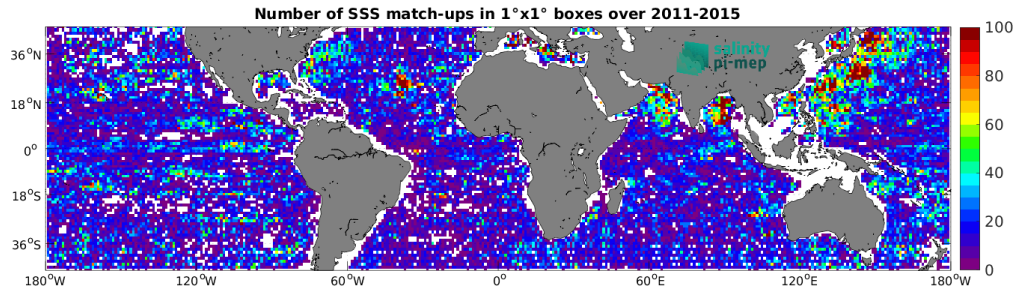 Number of SSS match-ups in 1°x1° boxes over 2011-2015
36°N
18°N
0°
18°S
36°S
180°W
120°W
60°W
0°
60°E
120°E
180°W
100
80
60
40
20
0
salinity
pi-mep